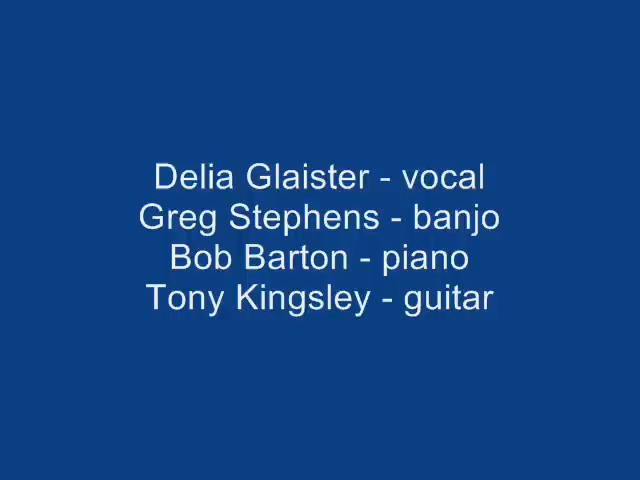 Delia Glaister - vocal
Greg Stephens - banjo
Bob Barton - piano
Tony Kingsley - guitar